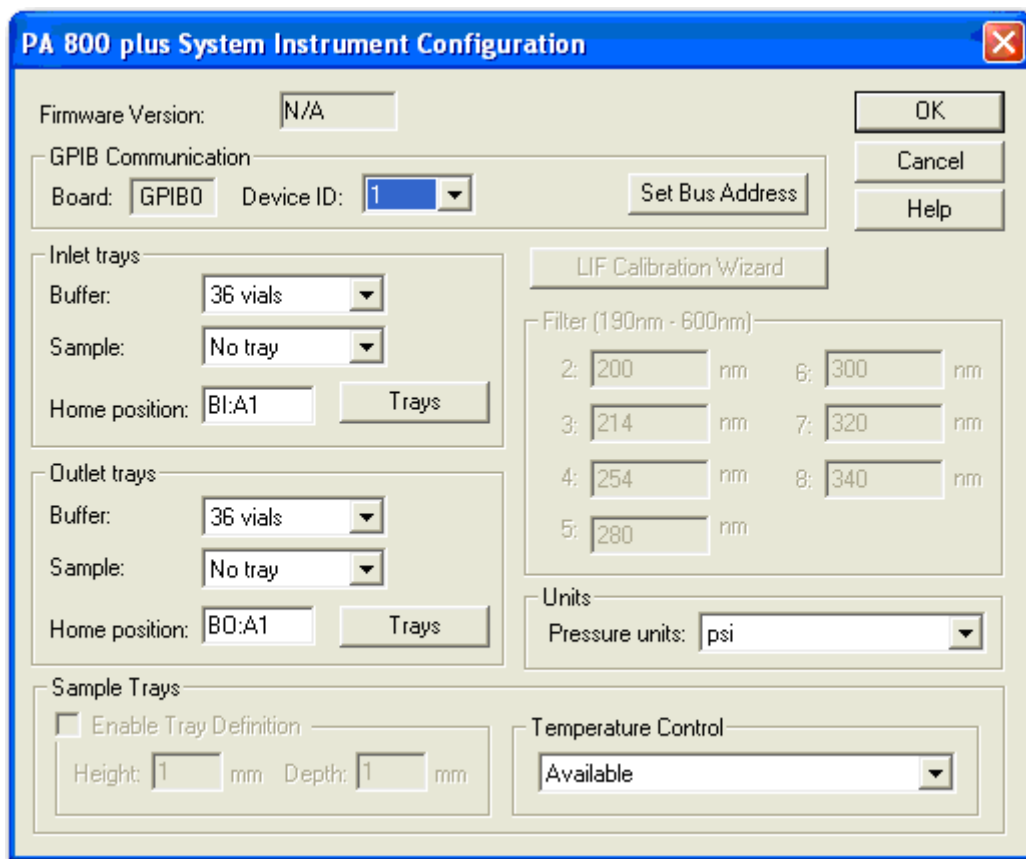 PA 800 plus System Instrument Configuration
Firmware Version: N/A
OK
Cancel
Help
GPIB Communication
Board: GPIB0 Device ID: 1 Set Bus Address
Inlet trays
Buffer: 36 vials
Sample: No tray
Home position: BI:A1 Trays
LIF Calibration Wizard
Filter (190nm - 600nm)
2: 200 nm 6: 300 nm
3: 214 nm 7: 320 nm
4: 254 nm 8: 340 nm
5: 280 nm
Outlet trays
Buffer: 36 vials
Sample: No tray
Home position: BO:A1 Trays
Units
Pressure units: psi
Sample Trays
Enable Tray Definition
Height: 1 mm Depth: 1 mm
Temperature Control
Available